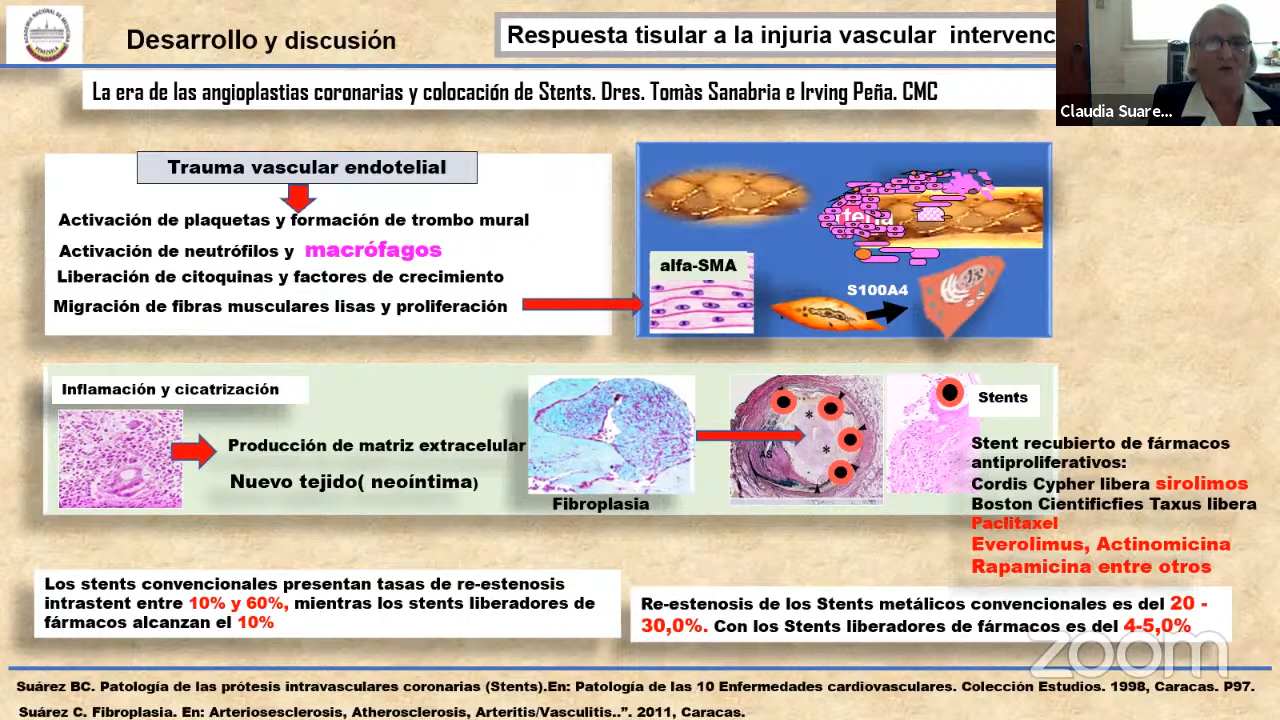 ACADEMIA NACIONAL DE MEDICINA
VENEZUELA
Desarrollo y discusión
Respuesta tisular a la injuria vascular intervenc
Claudia Suare...
La era de las angioplastias coronarias y colocación de Stents. Dres. Tomàs Sanabria e Irving Peña. CMC
Trauma vascular endotelial
Activación de plaquetas y formación de trombo mural
Activación de neutrófilos y macrófagos
Liberación de citoquinas y factores de crecimiento
Migración de fibras musculares lisas y proliferación
alfa-SMA
S100A4
Inflamación y cicatrización
Producción de matriz extracelular
Nuevo tejido( neoíntima)
Fibroplasia
AS
*
*
Stents
Stent recubierto de fármacos
antiproliferativos:
Cordis Cypher libera sirolimos
Boston Cientificfies Taxus libera
Paclitaxel
Everolimus, Actinomicina
Rapamicina entre otros
Los stents convencionales presentan tasas de re-estenosis
intrastent entre 10% y 60%, mientras los stents liberadores de
fármacos alcanzan el 10%
Re-estenosis de los Stents metálicos convencionales es del 20 -
30,0%. Con los Stents liberadores de fármacos es del 4-5,0%
zoom
Suárez BC. Patología de las prótesis intravasculares coronarias (Stents).En: Patología de las 10 Enfermedades cardiovasculares. Colección Estudios. 1998, Caracas. P97.
Suárez C. Fibroplasia. En: Arteriosesclerosis, Atherosclerosis, Arteritis/Vasculitis..”. 2011, Caracas.